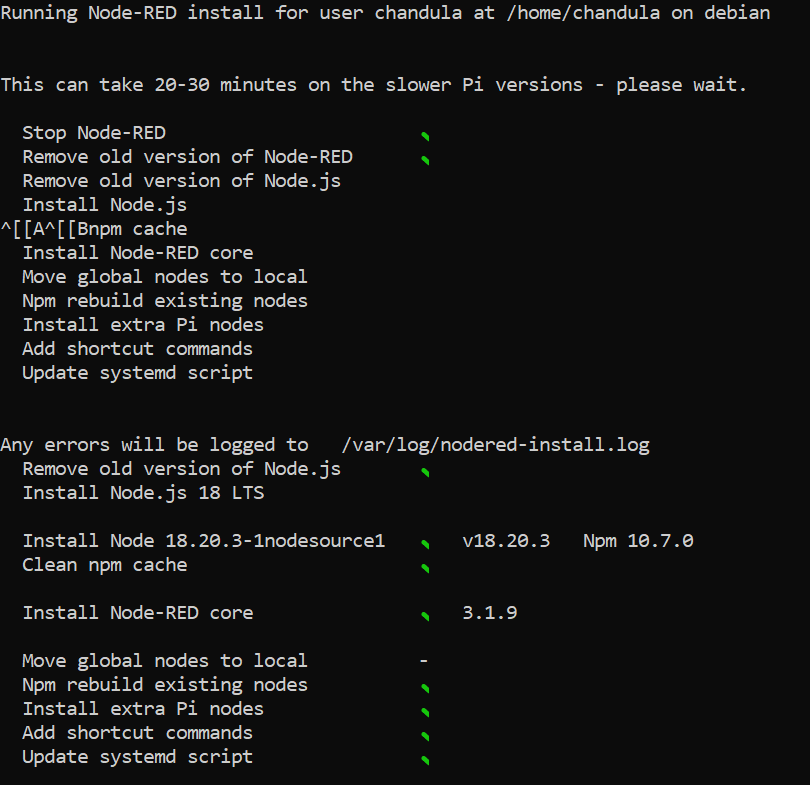 Running Node-RED install for user chandula at /home/chandula on debian
This can take 20-30 minutes on the slower Pi versions - please wait.
Stop Node-RED ✔
Remove old version of Node-RED ✔
Remove old version of Node.js
Install Node.js
^[[A^[[Bnpm cache
Install Node-RED core
Move global nodes to local
Npm rebuild existing nodes
Install extra Pi nodes
Add shortcut commands
Update systemd script
Any errors will be logged to /var/log/nodered-install.log
Remove old version of Node.js ✔
Install Node.js 18 LTS
Install Node 18.20.3-1nodesource1 ✔ v18.20.3 Npm 10.7.0
Clean npm cache ✔
Install Node-RED core ✔ 3.1.9
Move global nodes to local -
Npm rebuild existing nodes ✔
Install extra Pi nodes ✔
Add shortcut commands ✔
Update systemd script ✔